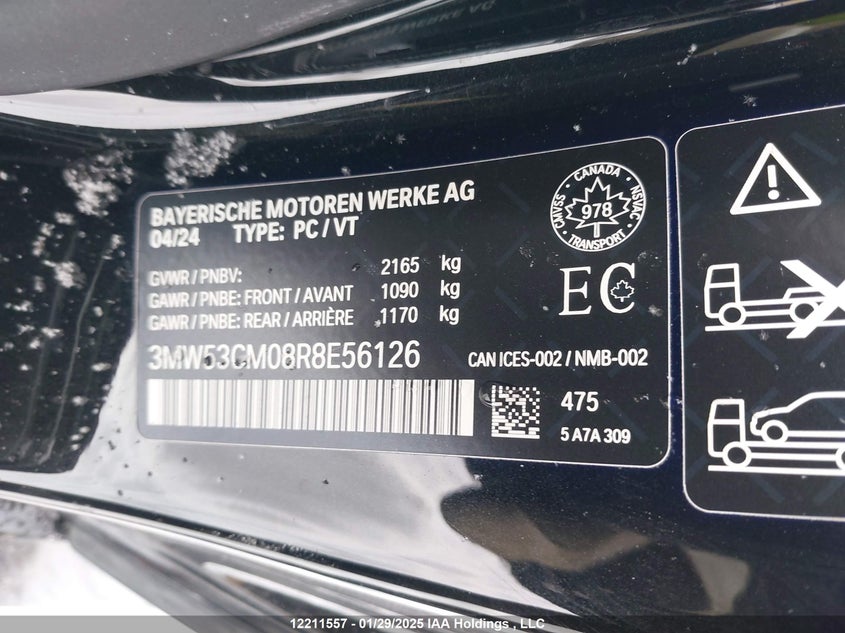 BAYERISCHE MOTOREN WERKE AG
04/24 TYPE: PC / VT
GVWR / PNBV: 2165 kg
GAWR / PNBE: FRONT / AVANT 1090 kg
GAWR / PNBE: REAR / ARRIÈRE 1170 kg
3MW53CM08R8E56126
CANADA
CMVSS 978 NSVAC
TRANSPORT
EC
CAN ICES-002 / NMB-002
475
5 A7A 309
12211557 - 01/29/2025 IAA Holdings , LLC